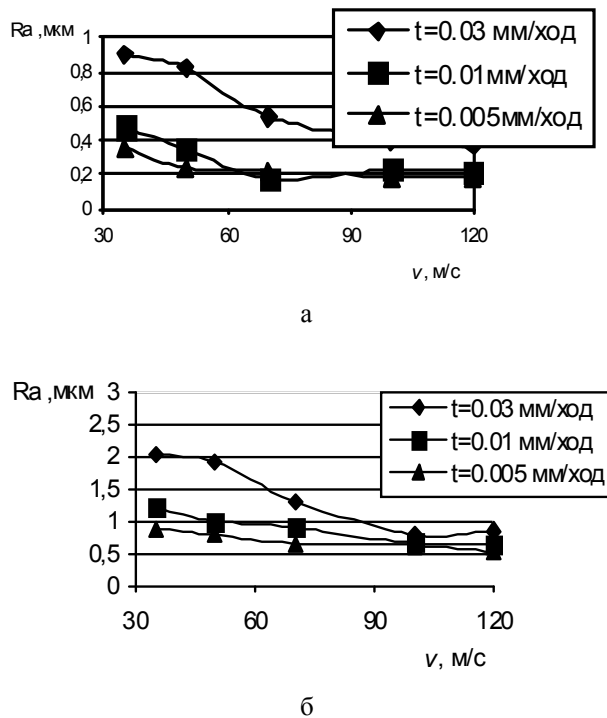 Ra ,мкм
1
0,8
0,6
0,4
0,2
0
30 60 90 120
v, м/с
t=0.03 мм/ход
t=0.01мм/ход
t=0.005мм/ход
а
Ra ,мкм
3
2,5
2
1,5
1
0,5
0
30 60 90 120
v, м/с
t=0.03 мм/ход
t=0.01 мм/ход
t=0.005 мм/ход
б